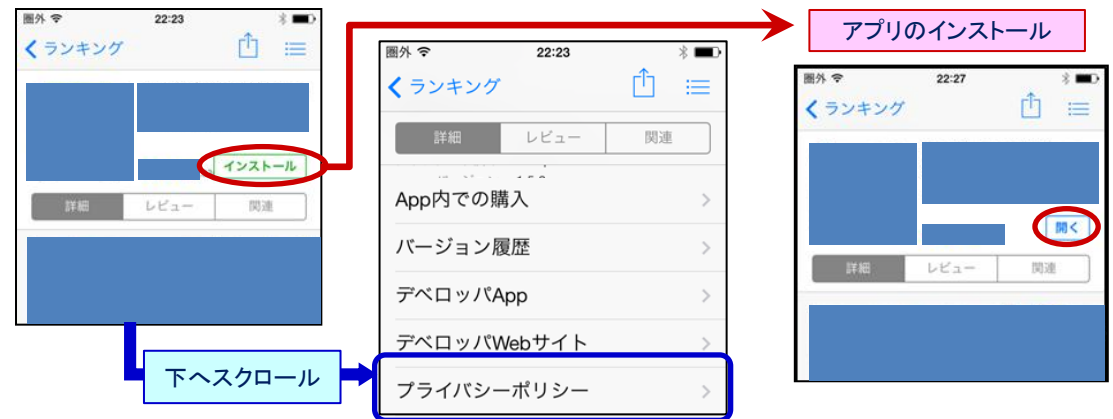 圏外 22:23
ランキング
インストール
詳細 レビュー 関連
下へスクロール
圏外 22:23
ランキング
詳細 レビュー 関連
App内での購入
バージョン履歴
デベロッパApp
デベロッパWebサイト
プライバシーポリシー
アプリのインストール
圏外 22:27
ランキング
開く
詳細 レビュー 関連